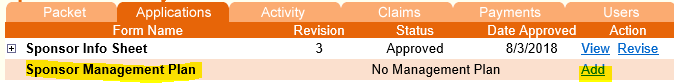 Packet Applications Activity Claims Payments Users
Form Name Revision Status Date Approved Action
Sponsor Info Sheet 3 Approved 8/3/2018 View Revise
Sponsor Management Plan No Management Plan Add